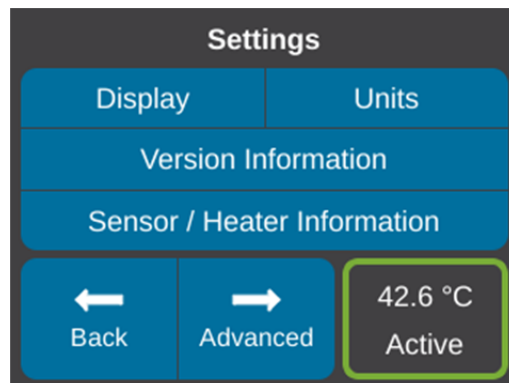 Settings
Display Units
Version Information
Sensor / Heater Information
42.6 °C
Back Advanced Active